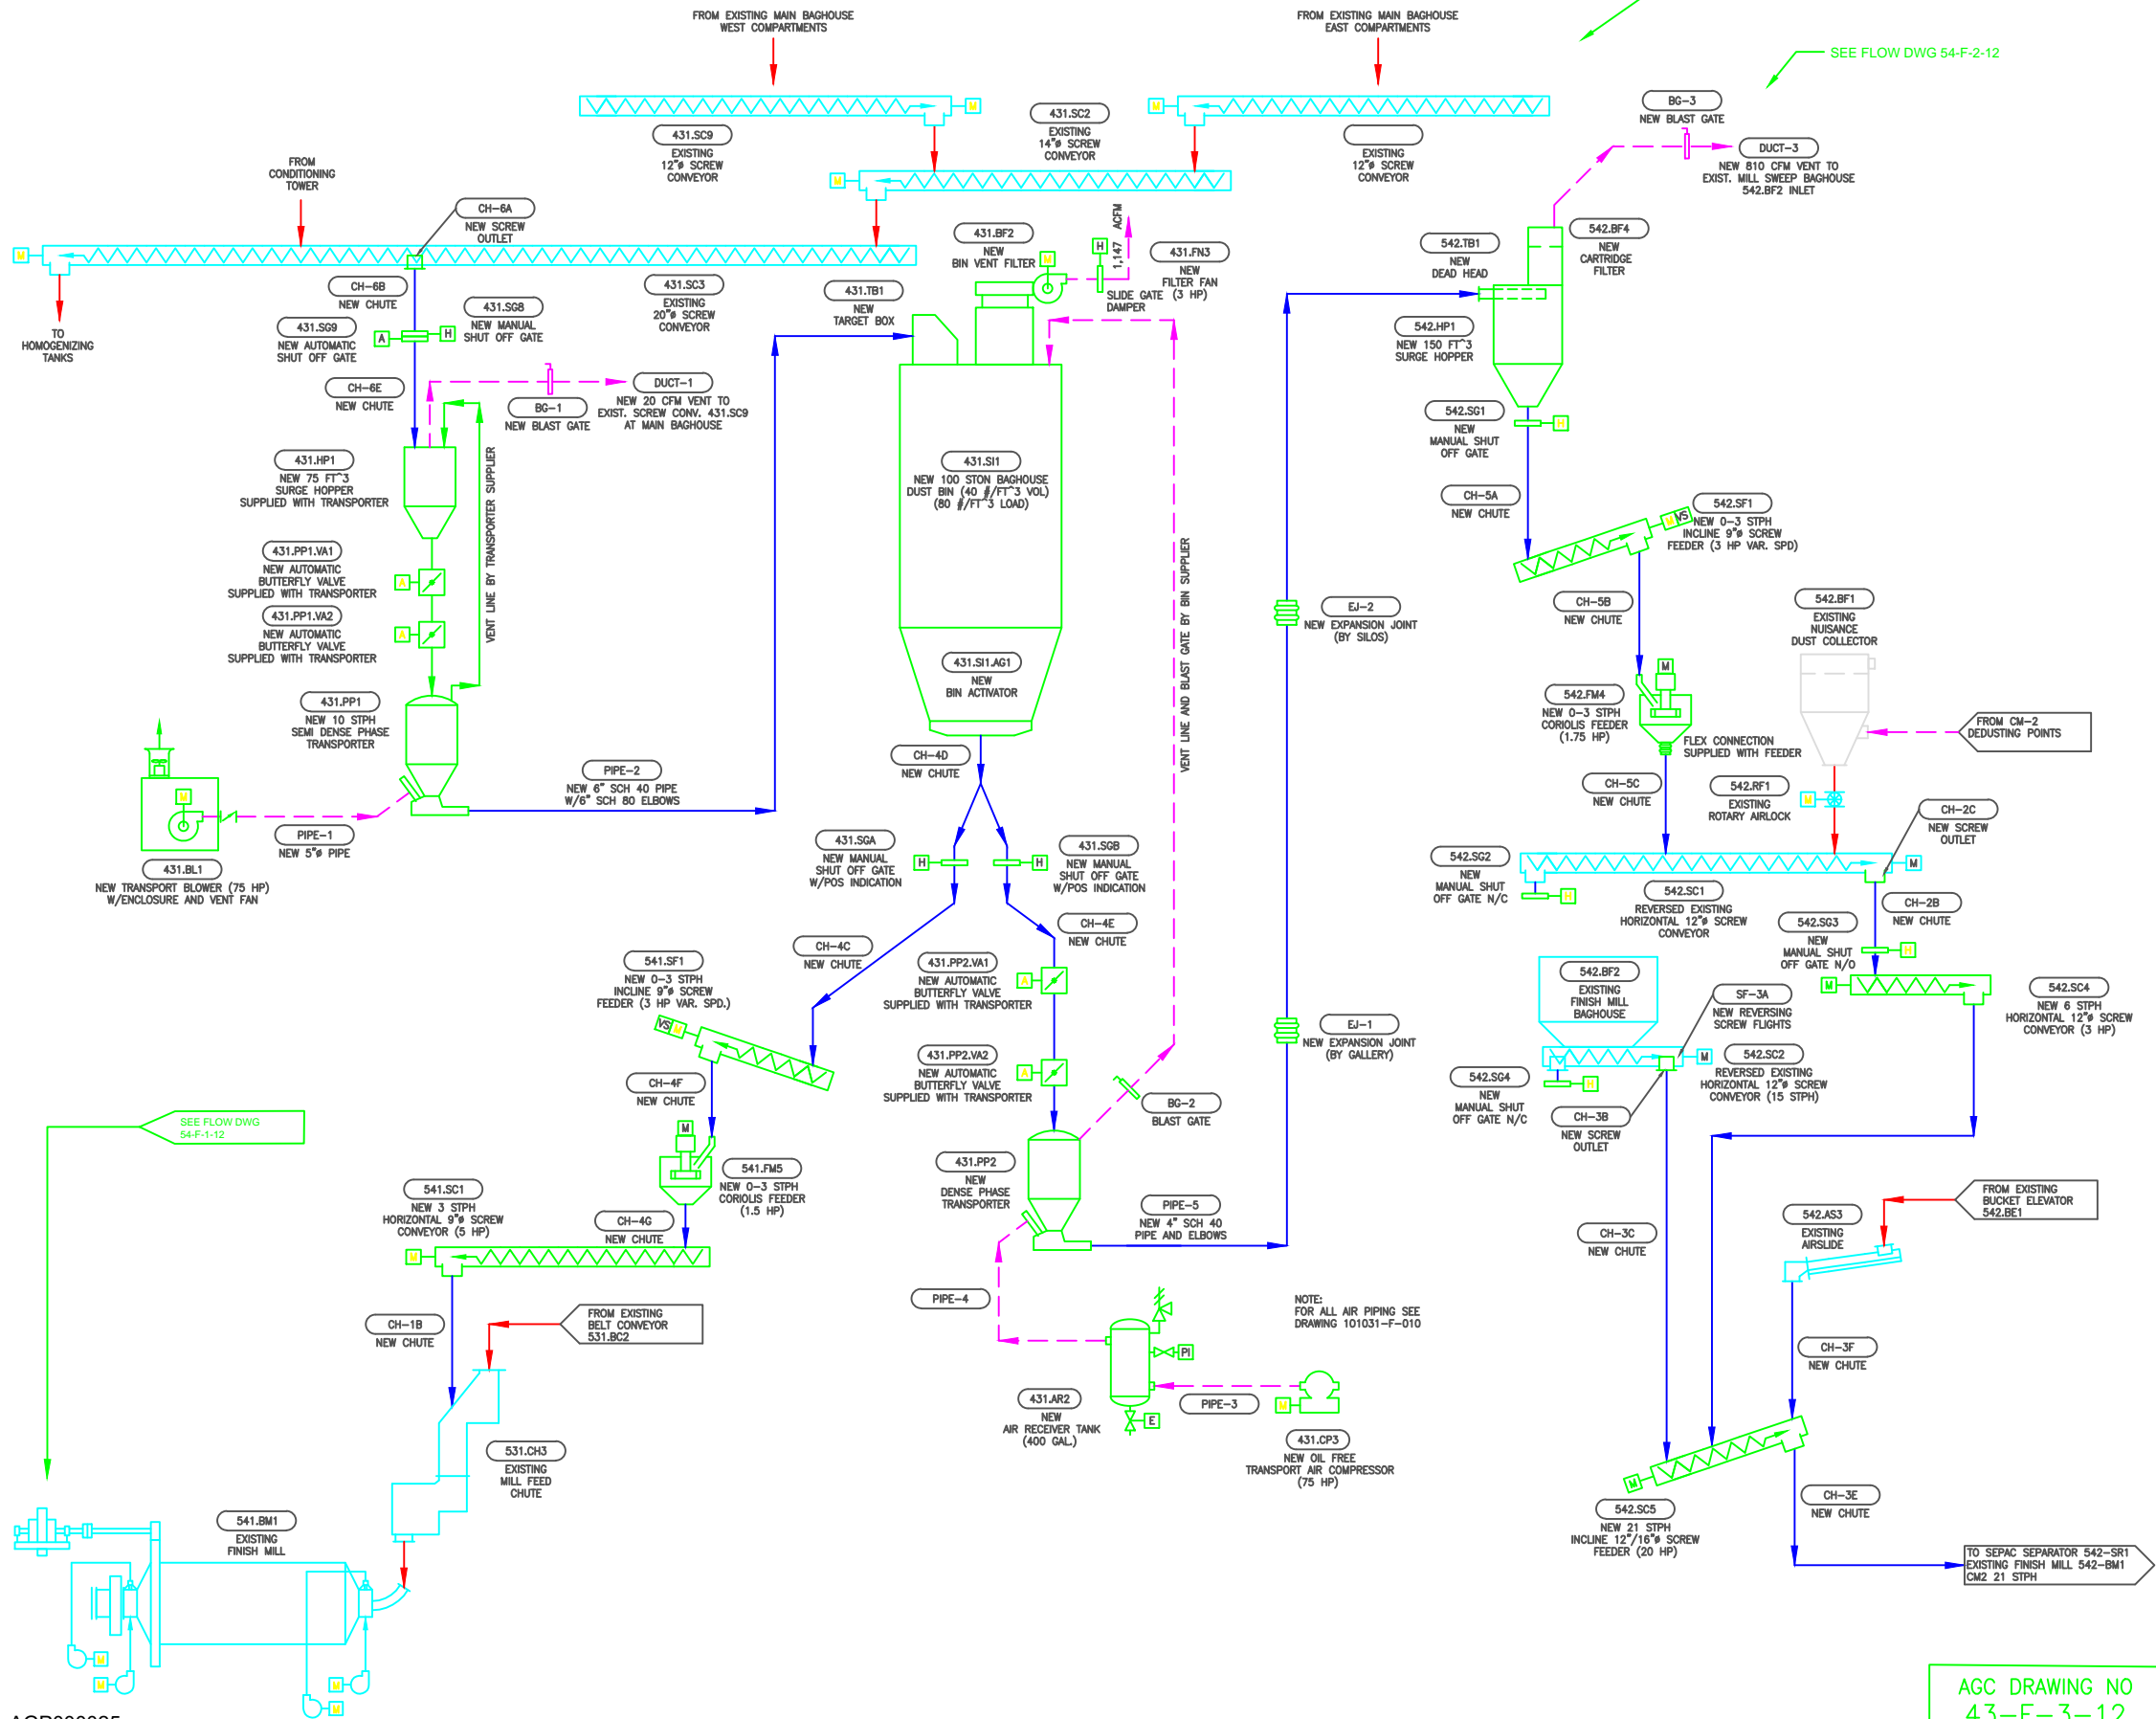 FROM EXISTING MAIN BAGHOUSE
WEST COMPARTMENTS
FROM EXISTING MAIN BAGHOUSE
EAST COMPARTMENTS
SEE FLOW DWG 54-F-2-12
M
431.SC9
EXISTING
12"ø SCREW
CONVEYOR
431.SC2
EXISTING
14"ø SCREW
CONVEYOR
M
EXISTING
12"ø SCREW
CONVEYOR
BG-3
NEW BLAST GATE
DUCT-3
NEW 810 CFM VENT TO
EXIST. MILL SWEEP BAGHOUSE
542.BF2 INLET
FROM
CONDITIONING
TOWER
M
CH-6A
NEW SCREW
OUTLET
M
TO
HOMOGENIZING
TANKS
CH-6B
NEW CHUTE
431.SG9
NEW AUTOMATIC
SHUT OFF GATE
A
H
431.SG8
NEW MANUAL
SHUT OFF GATE
431.SC3
EXISTING
20"ø SCREW
CONVEYOR
431.TB1
NEW
TARGET BOX
431.BF2
NEW
BIN VENT FILTER
M
H
1,147 ACFM
SLIDE GATE
DAMPER
431.FN3
NEW
FILTER FAN
(3 HP)
542.TB1
NEW
DEAD HEAD
542.BF4
NEW
CARTRIDGE
FILTER
542.HP1
NEW 150 FT^3
SURGE HOPPER
CH-6E
NEW CHUTE
BG-1
NEW BLAST GATE
DUCT-1
NEW 20 CFM VENT TO
EXIST. SCREW CONV. 431.SC9
AT MAIN BAGHOUSE
542.SG1
NEW
MANUAL SHUT
OFF GATE
H
431.HP1
NEW 75 FT^3
SURGE HOPPER
SUPPLIED WITH TRANSPORTER
VENT LINE BY TRANSPORTER SUPPLIER
431.SI1
NEW 100 STON BAGHOUSE
DUST BIN (40 #/FT^3 VOL)
(80 #/FT^3 LOAD)
CH-5A
NEW CHUTE
542.SF1
NEW 0-3 STPH
INCLINE 9"ø SCREW
FEEDER (3 HP VAR. SPD)
M
VS
431.PP1.VA1
NEW AUTOMATIC
BUTTERFLY VALVE
SUPPLIED WITH TRANSPORTER
A
431.PP1.VA2
NEW AUTOMATIC
BUTTERFLY VALVE
SUPPLIED WITH TRANSPORTER
A
VENT LINE AND BLAST GATE BY BIN SUPPLIER
EJ-2
NEW EXPANSION JOINT
(BY SILOS)
CH-5B
NEW CHUTE
542.BF1
EXISTING
NUISANCE
DUST COLLECTOR
431.SI1.AG1
NEW
BIN ACTIVATOR
431.PP1
NEW 10 STPH
SEMI DENSE PHASE
TRANSPORTER
M
542.FM4
NEW 0-3 STPH
CORIOLIS FEEDER
(1.75 HP)
FLEX CONNECTION
SUPPLIED WITH FEEDER
FROM CM-2
DEDUSTING POINTS
M
PIPE-1
NEW 5"ø PIPE
431.BL1
NEW TRANSPORT BLOWER (75 HP)
W/ENCLOSURE AND VENT FAN
PIPE-2
NEW 6" SCH 40 PIPE
W/6" SCH 80 ELBOWS
CH-4D
NEW CHUTE
CH-5C
NEW CHUTE
542.RF1
EXISTING
ROTARY AIRLOCK
M
CH-2C
NEW SCREW
OUTLET
431.SGA
NEW MANUAL
SHUT OFF GATE
W/POS INDICATION
H
H
431.SGB
NEW MANUAL
SHUT OFF GATE
W/POS INDICATION
542.SG2
NEW
MANUAL SHUT
OFF GATE N/C
H
M
542.SC1
REVERSED EXISTING
HORIZONTAL 12"ø SCREW
CONVEYOR
CH-2B
NEW CHUTE
542.SG3
NEW
MANUAL SHUT
OFF GATE N/O
H
CH-4C
NEW CHUTE
CH-4E
NEW CHUTE
541.SF1
NEW 0-3 STPH
INCLINE 9"ø SCREW
FEEDER (3 HP VAR. SPD.)
VS
M
431.PP2.VA1
NEW AUTOMATIC
BUTTERFLY VALVE
SUPPLIED WITH TRANSPORTER
A
542.BF2
EXISTING
FINISH MILL
BAGHOUSE
SF-3A
NEW REVERSING
SCREW FLIGHTS
M
542.SC4
NEW 6 STPH
HORIZONTAL 12"ø SCREW
CONVEYOR (3 HP)
EJ-1
NEW EXPANSION JOINT
(BY GALLERY)
431.PP2.VA2
NEW AUTOMATIC
BUTTERFLY VALVE
SUPPLIED WITH TRANSPORTER
A
M
542.SC2
REVERSED EXISTING
HORIZONTAL 12"ø SCREW
CONVEYOR (15 STPH)
542.SG4
NEW
MANUAL SHUT
OFF GATE N/C
H
CH-3B
NEW SCREW
OUTLET
CH-4F
NEW CHUTE
BG-2
BLAST GATE
SEE FLOW DWG
54-F-1-12
M
541.FM5
NEW 0-3 STPH
CORIOLIS FEEDER
(1.5 HP)
431.PP2
NEW
DENSE PHASE
TRANSPORTER
541.SC1
NEW 3 STPH
HORIZONTAL 9"ø SCREW
CONVEYOR (5 HP)
M
CH-4G
NEW CHUTE
PIPE-5
NEW 4" SCH 40
PIPE AND ELBOWS
CH-3C
NEW CHUTE
542.AS3
EXISTING
AIRSLIDE
FROM EXISTING
BUCKET ELEVATOR
542.BE1
PIPE-4
NOTE:
FOR ALL AIR PIPING SEE
DRAWING 101031-F-010
CH-1B
NEW CHUTE
FROM EXISTING
BELT CONVEYOR
531.BC2
PI
CH-3F
NEW CHUTE
431.AR2
NEW
AIR RECEIVER TANK
(400 GAL.)
E
PIPE-3
M
431.CP3
NEW OIL FREE
TRANSPORT AIR COMPRESSOR
(75 HP)
531.CH3
EXISTING
MILL FEED
CHUTE
M
542.SC5
NEW 21 STPH
INCLINE 12"/16"ø SCREW
FEEDER (20 HP)
CH-3E
NEW CHUTE
541.BM1
EXISTING
FINISH MILL
TO SEPAC SEPARATOR 542-SR1
EXISTING FINISH MILL 542-BM1
CM2 21 STPH
M
M
M
M
AGC DRAWING NO
43-F-3-12